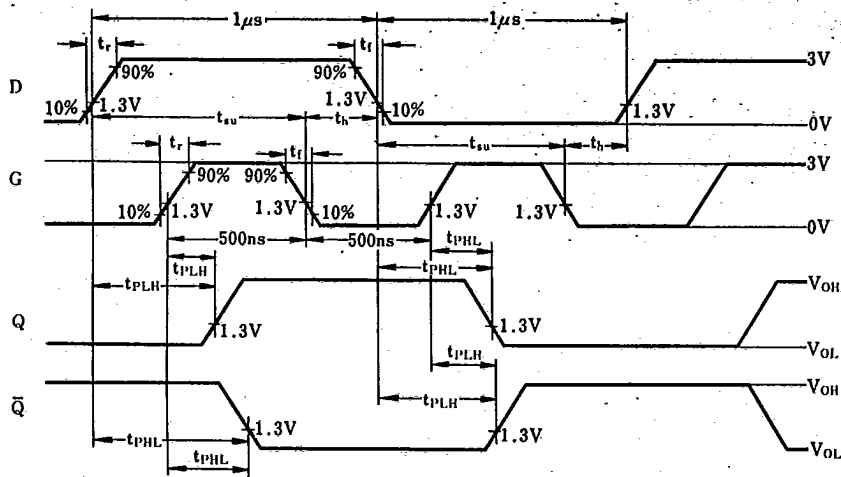 1μs 1μs
tr tf
90% 90% 3V
D
10% 1.3V 1.3V 10% 1.3V
tsu th 0V
tr tf tsu th
3V
G 90% 90%
10% 1.3V 1.3V 10% 1.3V 1.3V
0V
500ns 500ns
tPHL
tPLH tPHL
tPLH VOH
Q 1.3V 1.3V
VOL
tPLH
VOH
Q̄ tPLH
1.3V 1.3V
tPHL VOL
tPHL